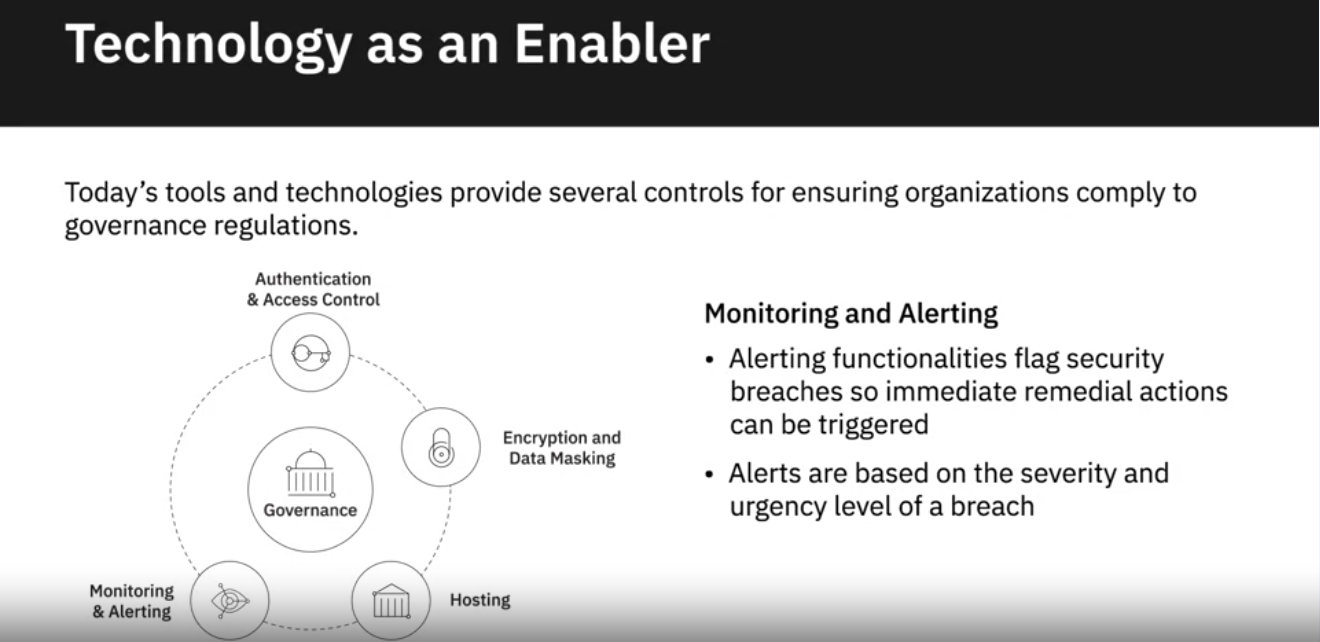 Technology as an Enabler
Today's tools and technologies provide several controls for ensuring organizations comply to
governance regulations.
Authentication
& Access Control
Encryption and
Data Masking
Governance
Monitoring
& Alerting
Hosting
Monitoring and Alerting
• Alerting functionalities flag security
breaches so immediate remedial actions
can be triggered
• Alerts are based on the severity and
urgency level of a breach